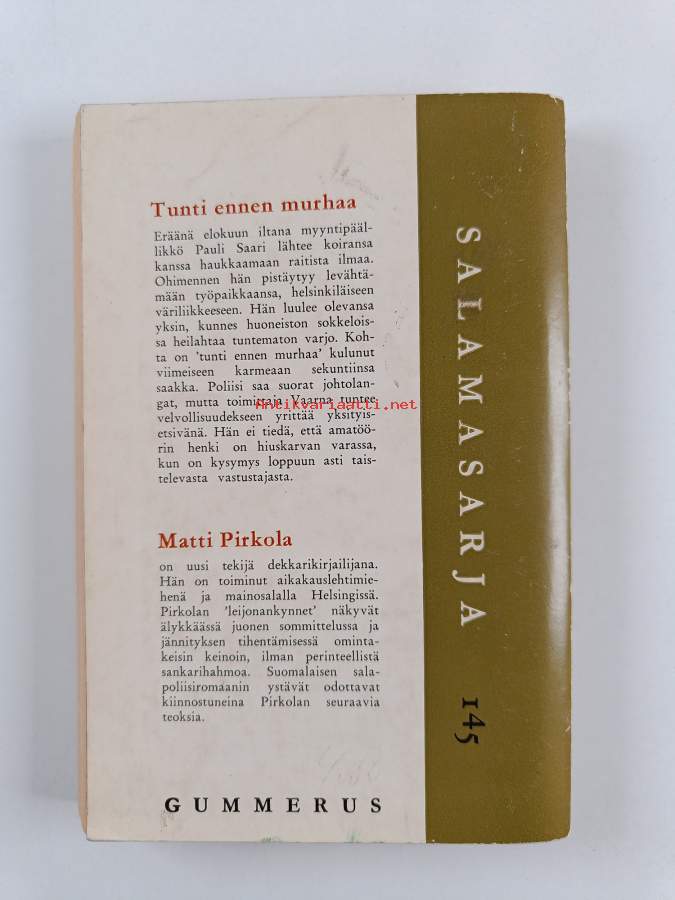 Tunti ennen murhaa
Eräänä elokuun iltana myyntipääl-
likkö Pauli Saari lähtee koiransa
kanssa haukkaamaan raitista ilmaa.
Ohimennen hän pistäytyy levähtä-
mään työpaikkaansa, helsinkiläiseen
väriliikkeeseen. Hän luulee olevansa
yksin, kunnes huoneiston sokkelois-
sa heilahtaa tuntematon varjo. Koh-
ta on 'tunti ennen murhaa' kulunut
viimeiseen karmeaan sekuntiinsa
saakka. Poliisi saa suorat johtolan-
gat, mutta toimittaja Vaarna tuntee
Antikvariaatti.net
velvollisuudekseen yrittää yksityis-
etsivänä. Hän ei tiedä, että amatöö-
rin henki on hiuskarvan varassa,
kun on kysymys loppuun asti tais-
televasta vastustajasta.
Matti Pirkola
on uusi tekijä dekkarikirjailijana.
Hän on toiminut aikakauslehtimie-
henä ja mainosalalla Helsingissä.
Pirkolan 'leijonankynnet' näkyvät
älykkäässä juonen sommittelussa ja
jännityksen tihentämisessä ominta-
keisin keinoin, ilman perinteellistä
sankarihahmoa. Suomalaisen sala-
poliisiromaanin ystävät odottavat
kiinnostuneina Pirkolan seuraavia
teoksia.
GUMMERUS
SALAMASARJA 145